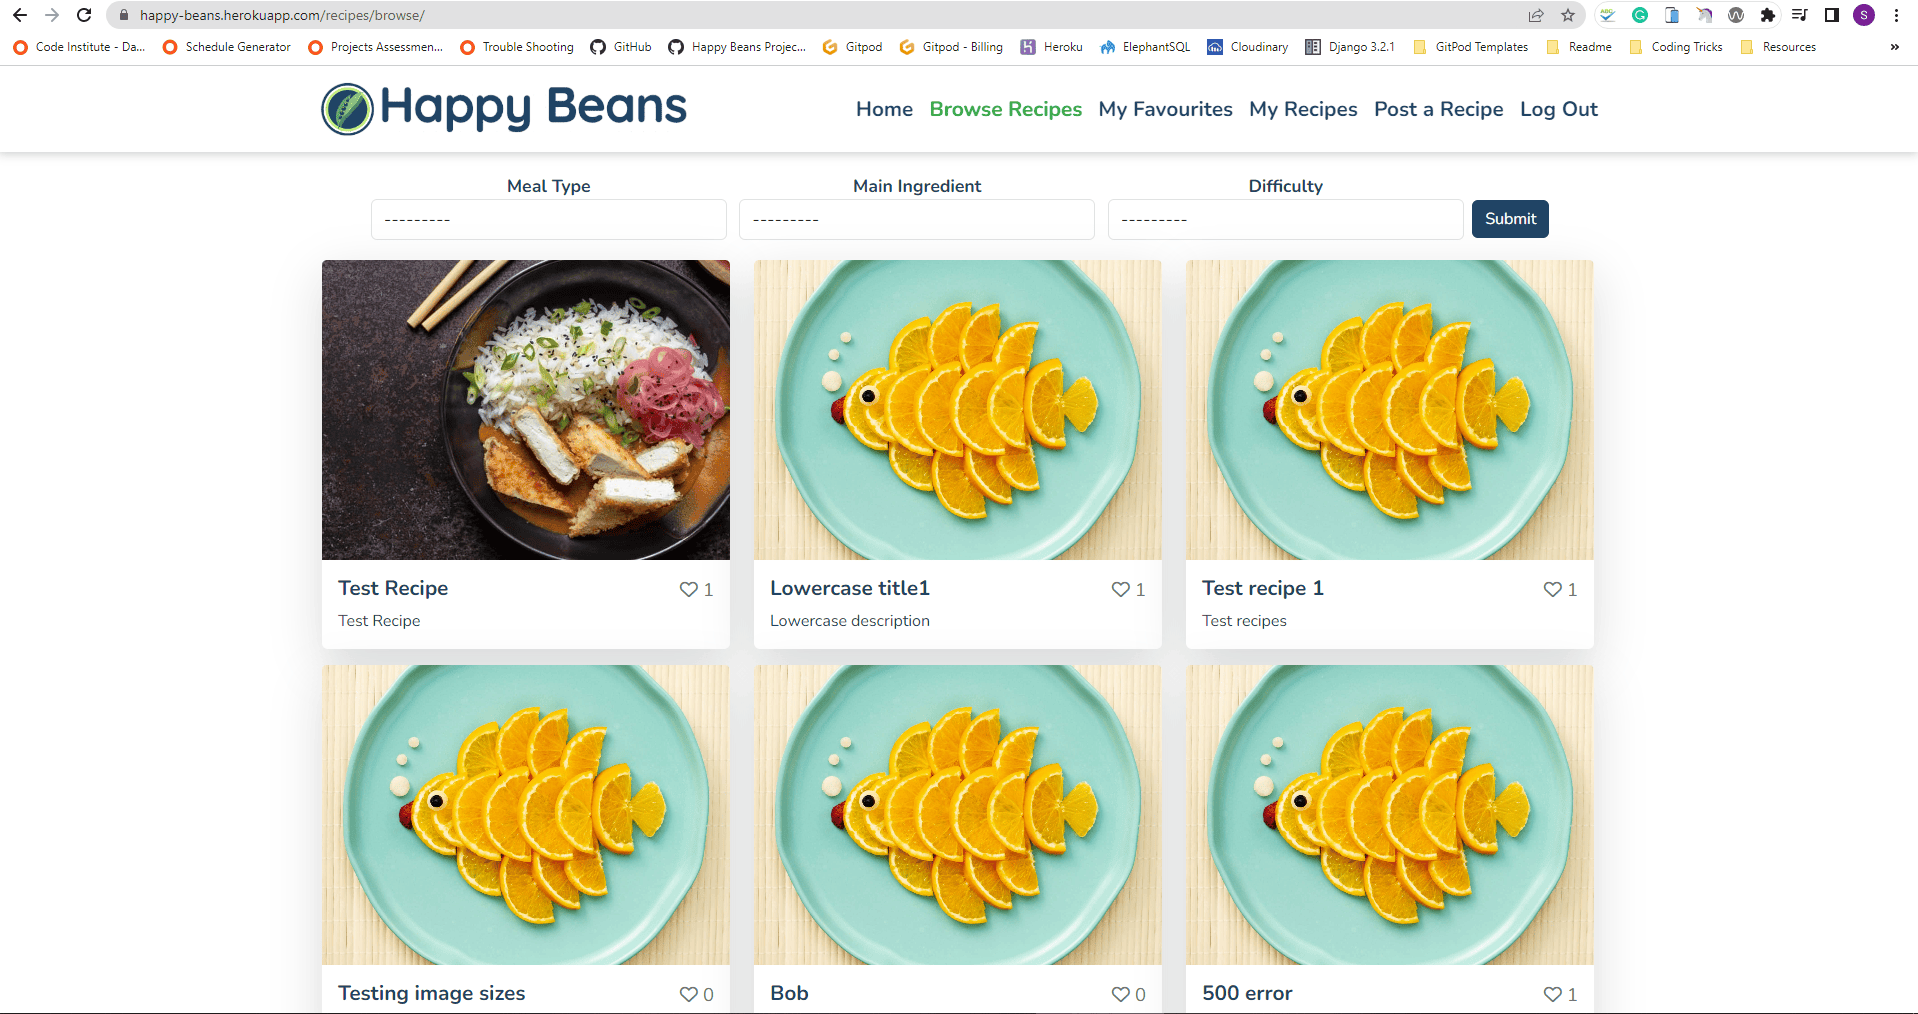 happy-beans.herokuapp.com/recipes/browse/
S
Code Institute - Da... Schedule Generator Projects Assessmen... Trouble Shooting GitHub Happy Beans Projec... Gitpod Gitpod - Billing Heroku ElephantSQL Cloudinary Django 3.2.1 GitPod Templates Readme Coding Tricks Resources »
Happy Beans
Home Browse Recipes My Favourites My Recipes Post a Recipe Log Out
Meal Type Main Ingredient Difficulty
--------- --------- --------- Submit
Test Recipe 1
Test Recipe
Lowercase title1 1
Lowercase description
Test recipe 1 1
Test recipes
Testing image sizes 0
Bob 0
500 error 1